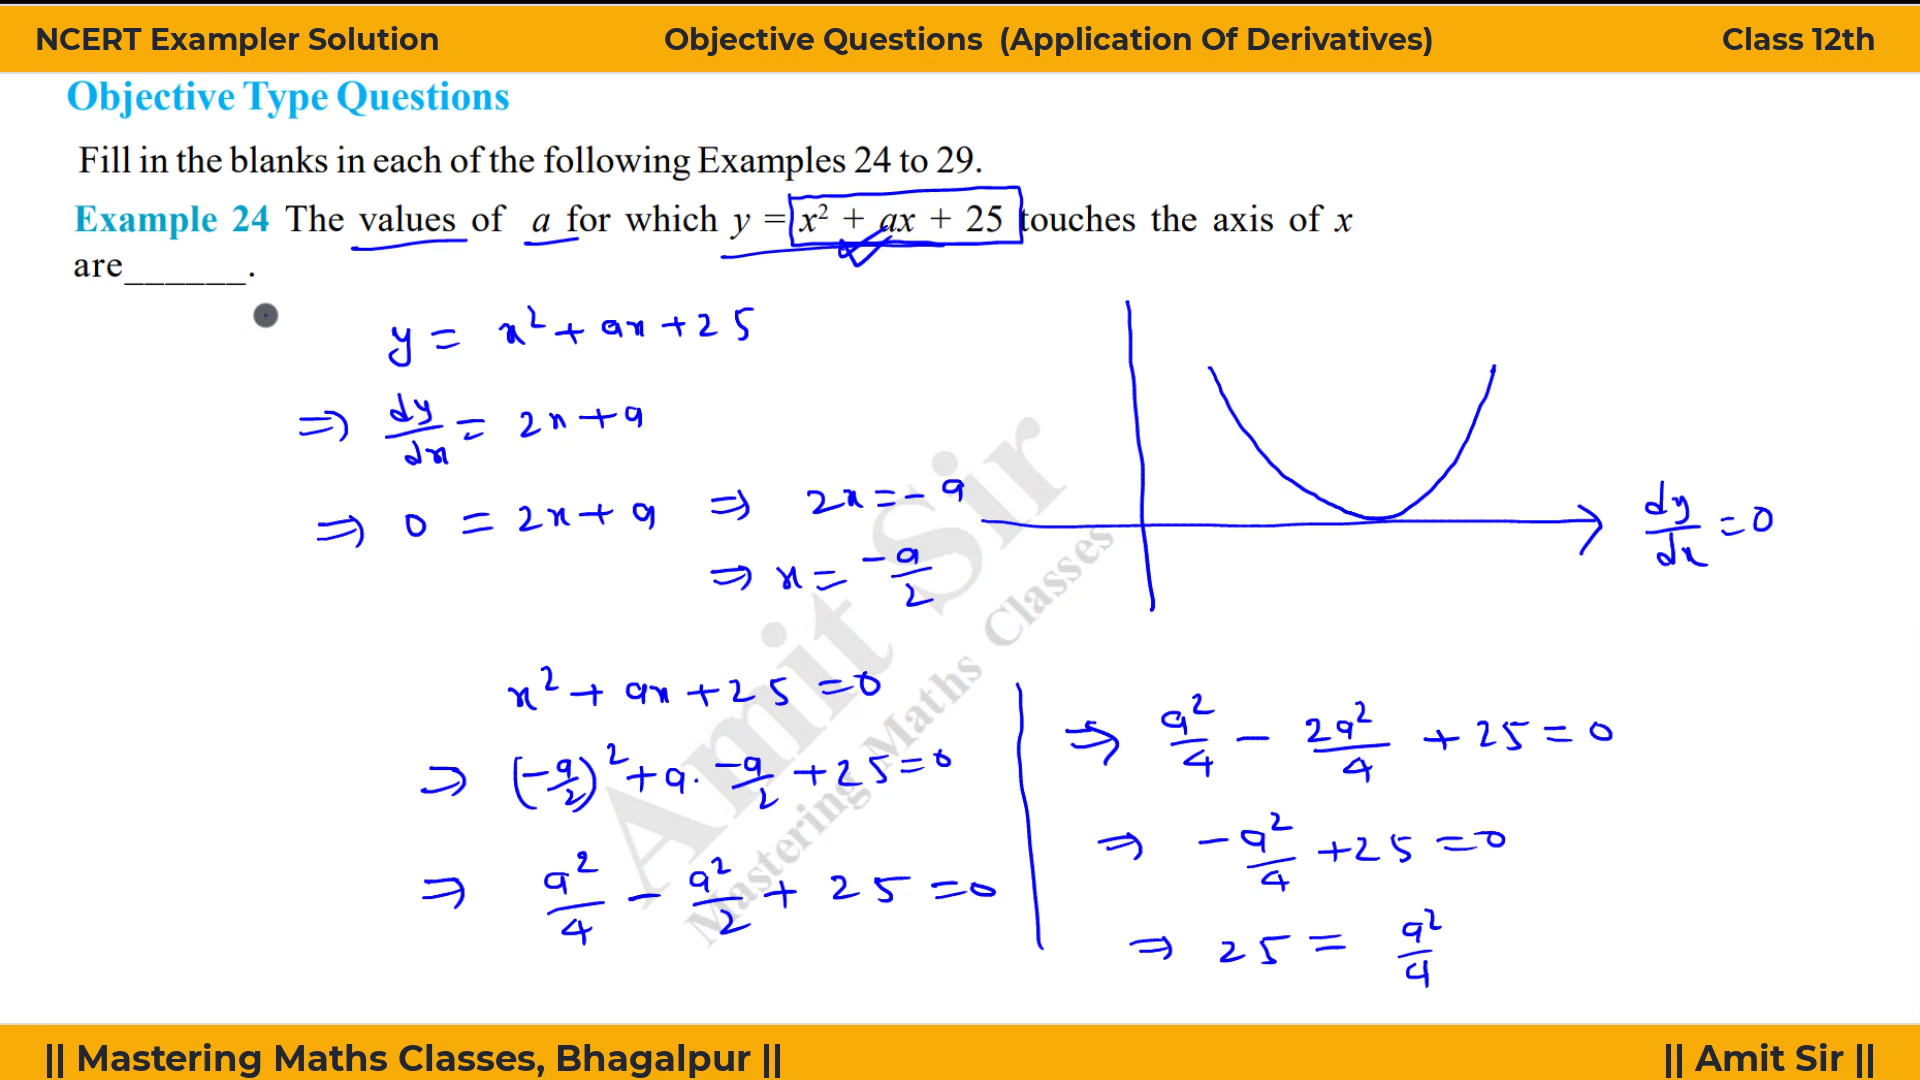 NCERT Exampler Solution Objective Questions (Application Of Derivatives) Class 12th
Objective Type Questions
Fill in the blanks in each of the following Examples 24 to 29.
Example 24 The values of a for which y = x² + ax + 25 touches the axis of x
are______.
y = x² + ax + 25
⇒ dy/dx = 2x + a
⇒ 0 = 2x + a ⇒ 2x = - a
⇒ x = -a/2
dy/dx = 0
x² + ax + 25 = 0
⇒ (-a/2)² + a · -a/2 + 25 = 0
⇒ a²/4 - a²/2 + 25 = 0
⇒ a²/4 - 2a²/4 + 25 = 0
⇒ -a²/4 + 25 = 0
⇒ 25 = a²/4
Amit Sir
Mastering Maths Classes
|| Mastering Maths Classes, Bhagalpur || || Amit Sir ||